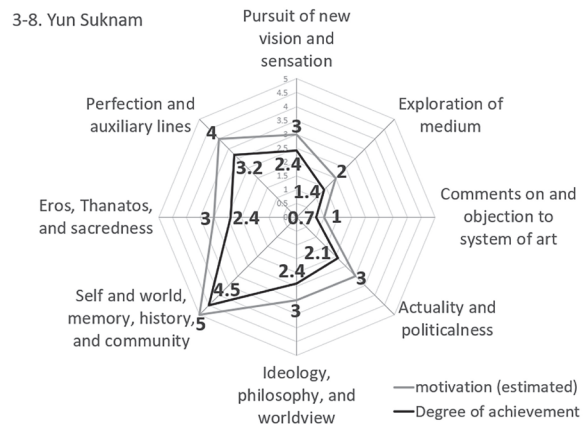 3-8. Yun Suknam
Pursuit of new
vision and
sensation
Perfection and
auxiliary lines
Exploration of
medium
Eros, Thanatos,
and sacredness
Comments on and
objection to
system of art
Self and world,
memory, history,
and community
Actuality and
politicalness
Ideology,
philosophy, and
worldview
5
4.5
4
3.5
3
2.5
2
1.5
1
0.5
0
3
2
1
3
3
5
3
4
2.4
1.4
0.7
2.1
2.4
4.5
2.4
3.2
motivation (estimated)
Degree of achievement